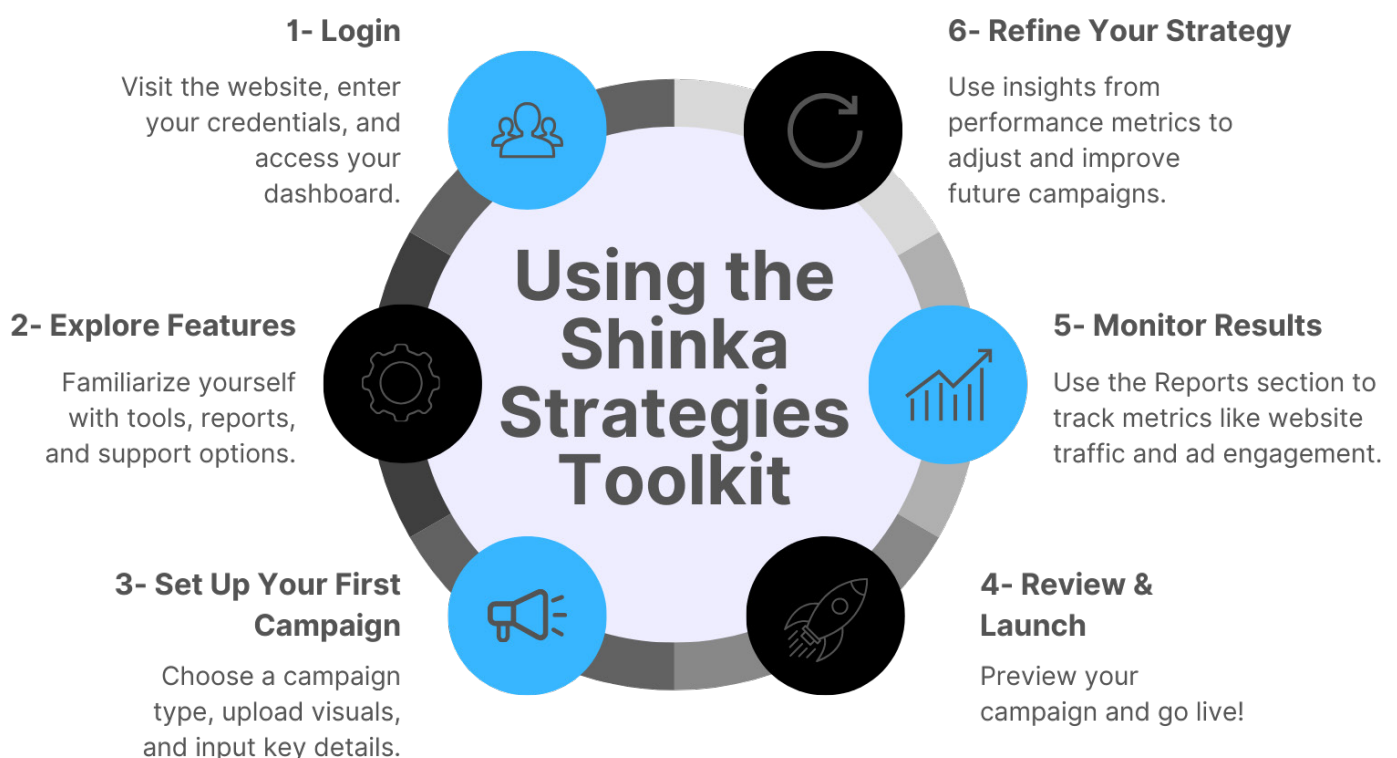 Using the
Shinka
Strategies
Toolkit
1- Login
Visit the website, enter
your credentials, and
access your
dashboard.
2- Explore Features
Familiarize yourself
with tools, reports,
and support options.
3- Set Up Your First
Campaign
Choose a campaign
type, upload visuals,
and input key details.
4- Review &
Launch
Preview your
campaign and go live!
5- Monitor Results
Use the Reports section to
track metrics like website
traffic and ad engagement.
6- Refine Your Strategy
Use insights from
performance metrics to
adjust and improve
future campaigns.